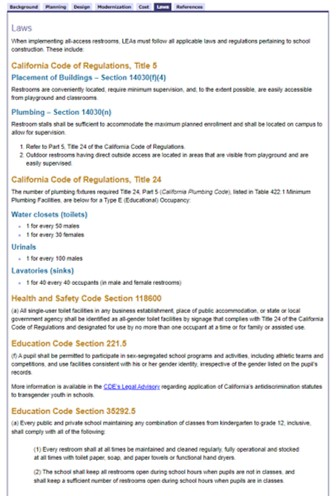 Background Planning Design Modernization Cost Laws References
Laws
When implementing all-access restrooms, LEAs must follow all applicable laws and regulations pertaining to school
construction. These include:
California Code of Regulations, Title 5
Placement of Buildings – Section 14030(f)(4)
Restrooms are conveniently located, require minimum supervision, and, to the extent possible, are easily accessible
from playground and classrooms.
Plumbing – Section 14030(n)
Restroom stalls shall be sufficient to accommodate the maximum planned enrollment and shall be located on campus to
allow for supervision.
1. Refer to Part 5, Title 24 of the California Code of Regulations.
2. Outdoor restrooms having direct outside access are located in areas that are visible from playground and are
easily supervised.
California Code of Regulations, Title 24
The number of plumbing fixtures required Title 24, Part 5 (California Plumbing Code), listed in Table 422.1 Minimum
Plumbing Facilities, are below for a Type E (Educational) Occupancy:
Water closets (toilets)
• 1 for every 50 males
• 1 for every 30 females
Urinals
• 1 for every 100 males
Lavatories (sinks)
• 1 for 40 every 40 occupants (in male and female restrooms)
Health and Safety Code Section 118600
(a) All single-user toilet facilities in any business establishment, place of public accommodation, or state or local
government agency shall be identified as all-gender toilet facilities by signage that complies with Title 24 of the California
Code of Regulations and designated for use by no more than one occupant at a time or for family or assisted use.
Education Code Section 221.5
(f) A pupil shall be permitted to participate in sex-segregated school programs and activities, including athletic teams and
competitions, and use facilities consistent with his or her gender identity, irrespective of the gender listed on the pupil's
records.
More information is available in the CDE's Legal Advisory regarding application of California's antidiscrimination statutes
to transgender youth in schools.
Education Code Section 35292.5
(a) Every public and private school maintaining any combination of classes from kindergarten to grade 12, inclusive,
shall comply with all of the following:
(1) Every restroom shall at all times be maintained and cleaned regularly, fully operational and stocked
at all times with toilet paper, soap, and paper towels or functional hand dryers.
(2) The school shall keep all restrooms open during school hours when pupils are not in classes, and
shall keep a sufficient number of restrooms open during school hours when pupils are in classes.